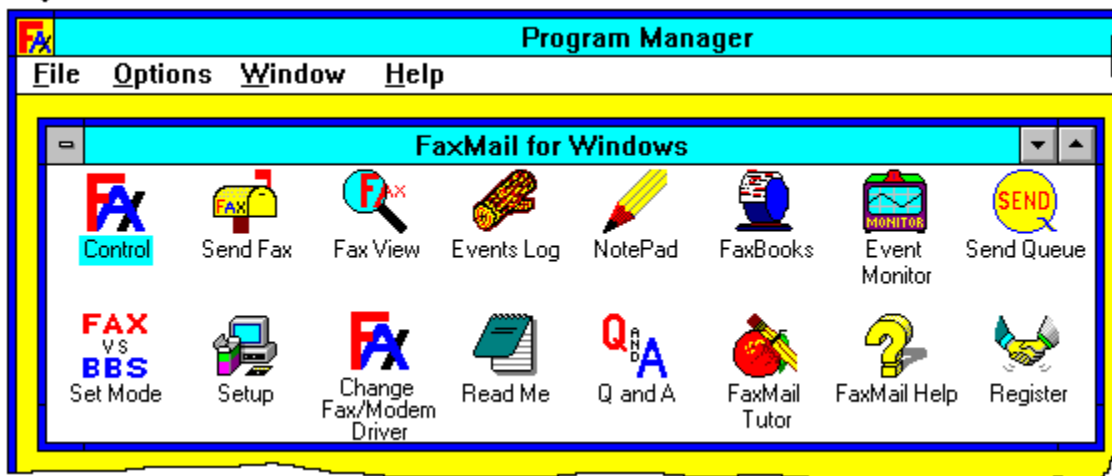 FAX
Program Manager
File Options Window Help
FaxMail for Windows
FAX
FAX
FAX
MONITOR
SEND
Control
Send Fax
Fax View
Events Log
NotePad
FaxBooks
Event
Monitor
Send Queue
FAX
VS
BBS
FAX
Q AND A
Set Mode
Setup
Change
Fax/Modem
Driver
Read Me
Q and A
FaxMail
Tutor
FaxMail Help
Register